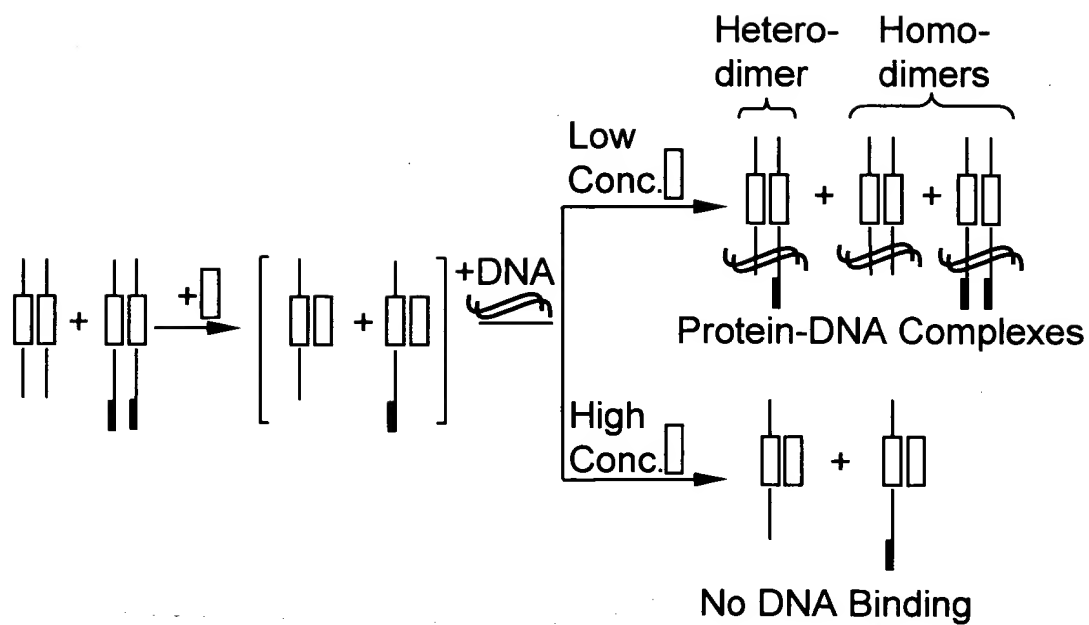 Hetero-
dimer
Homo-
dimers
Low
Conc.
+ +
+ + + +DNA
Protein-DNA Complexes
High
Conc.
+
No DNA Binding